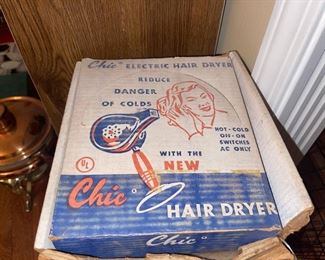 Chic ELECTRIC HAIR DRYER
REDUCE
DANGER
OF COLDS
HOT-COLD
OFF-ON
SWITCHES
AC ONLY
WITH THE
NEW
UL
Chic
HAIR DRYER
Chic